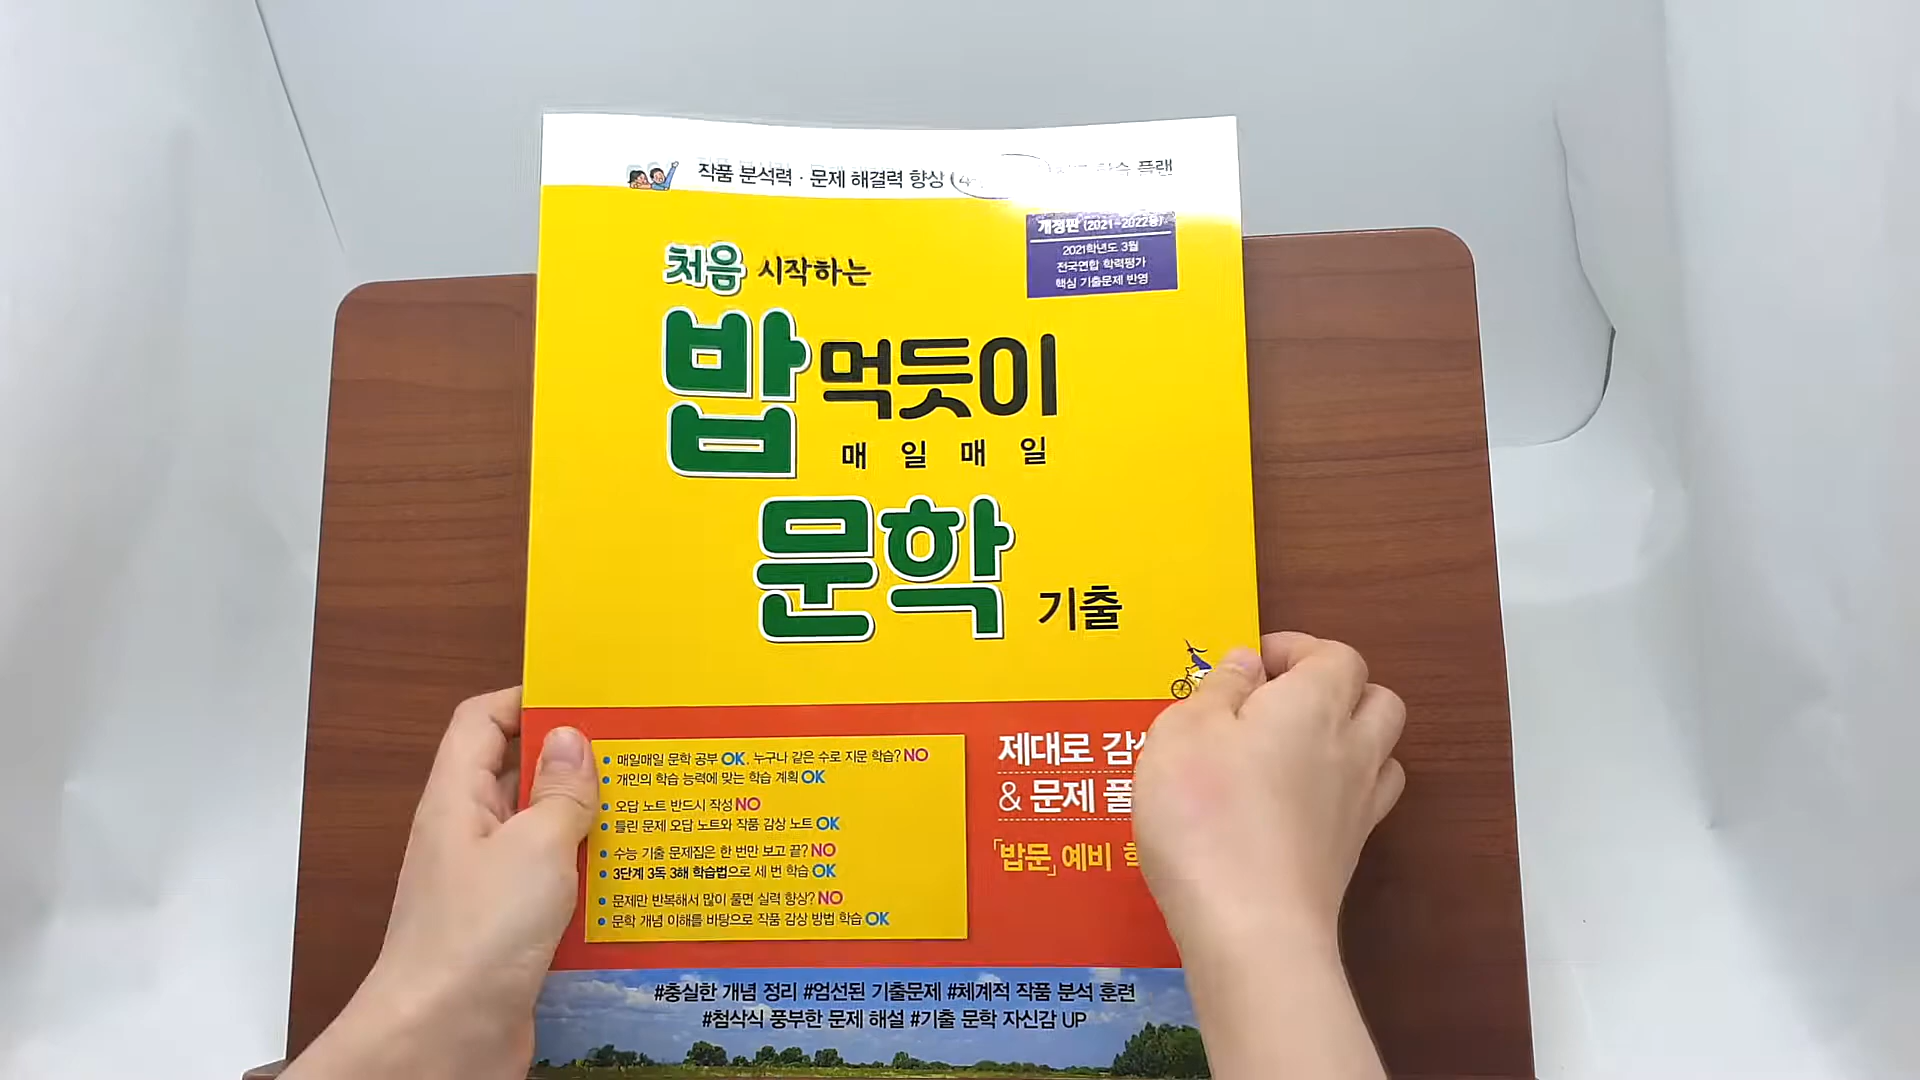 작품 분석력 · 문제 해결력 향상 플랜
개정판 (2021~2022용)
2021학년도 3월
전국연합 학력평가
핵심 기출문제 반영
처음 시작하는
밥 먹듯이
매일매일
문학 기출
제대로
& 문제
「밥문」 예비
매일매일 문학 공부 OK, 누구나 같은 수로 지문 학습? NO
개인의 학습 능력에 맞는 학습 계획 OK
오답 노트 반드시 작성 NO
틀린 문제 오답 노트와 작품 감상 노트 OK
수능 기출 문제집은 한 번만 보고 끝? NO
3단계 3독 3해 학습법으로 세 번 학습 OK
문제만 반복해서 많이 풀면 실력 향상? NO
문학 개념 이해를 바탕으로 작품 감상 방법 학습 OK
#충실한 개념 정리 #엄선된 기출문제 #체계적 작품 분석 훈련
#첨삭식 풍부한 문제 해설 #기출 문학 자신감 UP